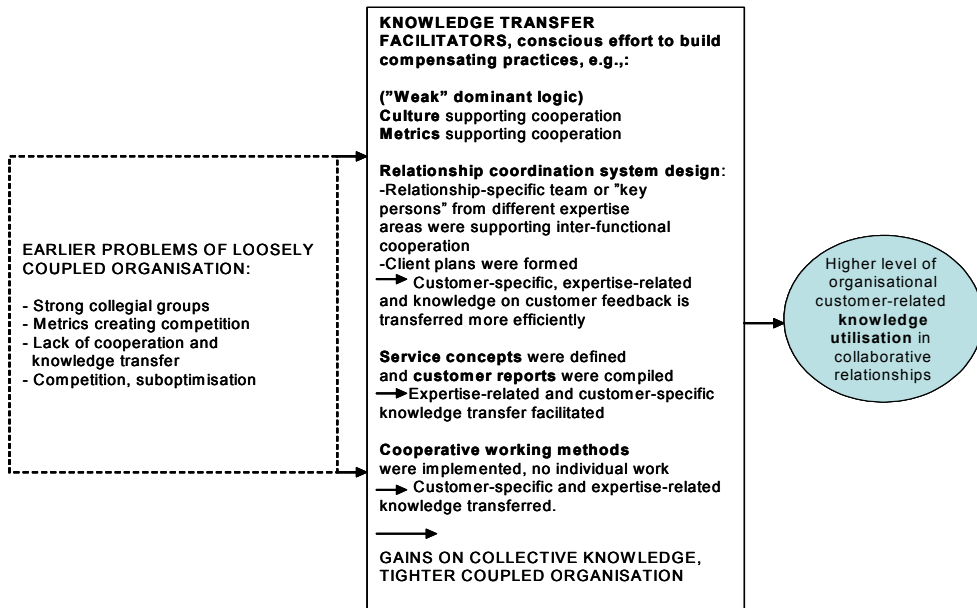 EARLIER PROBLEMS OF LOOSELY
COUPLED ORGANISATION:
- Strong collegial groups
- Metrics creating competition
- Lack of cooperation and
knowledge transfer
- Competition, suboptimisation
KNOWLEDGE TRANSFER
FACILITATORS, conscious effort to build
compensating practices, e.g.,:
("Weak" dominant logic)
Culture supporting cooperation
Metrics supporting cooperation
Relationship coordination system design:
-Relationship-specific team or "key
persons" from different expertise
areas were supporting inter-functional
cooperation
-Client plans were formed
Customer-specific, expertise-related
and knowledge on customer feedback is
transferred more efficiently
Service concepts were defined
and customer reports were compiled
Expertise-related and customer-specific
knowledge transfer facilitated
Cooperative working methods
were implemented, no individual work
Customer-specific and expertise-related
knowledge transferred.
GAINS ON COLLECTIVE KNOWLEDGE,
TIGHTER COUPLED ORGANISATION
Higher level of
organisational
customer-related
knowledge
utilisation in
collaborative
relationships